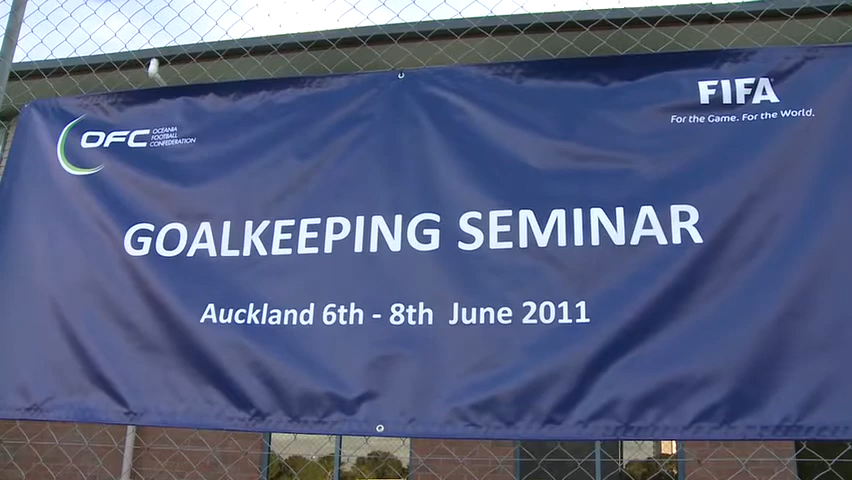 OFC OCEANIA
FOOTBALL
CONFEDERATION
FIFA
For the Game. For the World.
GOALKEEPING SEMINAR
Auckland 6th - 8th June 2011